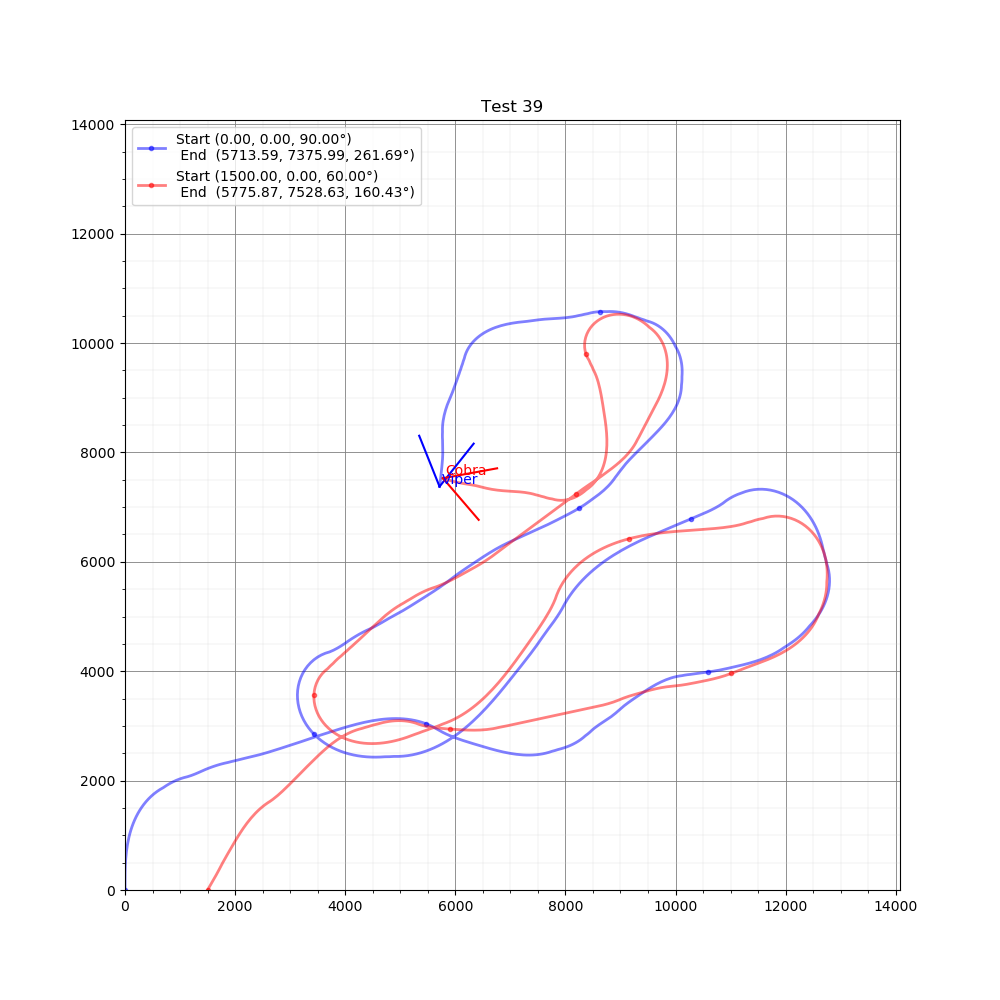 Test 39
Start (0.00, 0.00, 90.00°)
End (5713.59, 7375.99, 261.69°)
Start (1500.00, 0.00, 60.00°)
End (5775.87, 7528.63, 160.43°)
14000
12000
10000
8000
6000
4000
2000
0
Cobra
Viper
0 2000 4000 6000 8000 10000 12000 14000